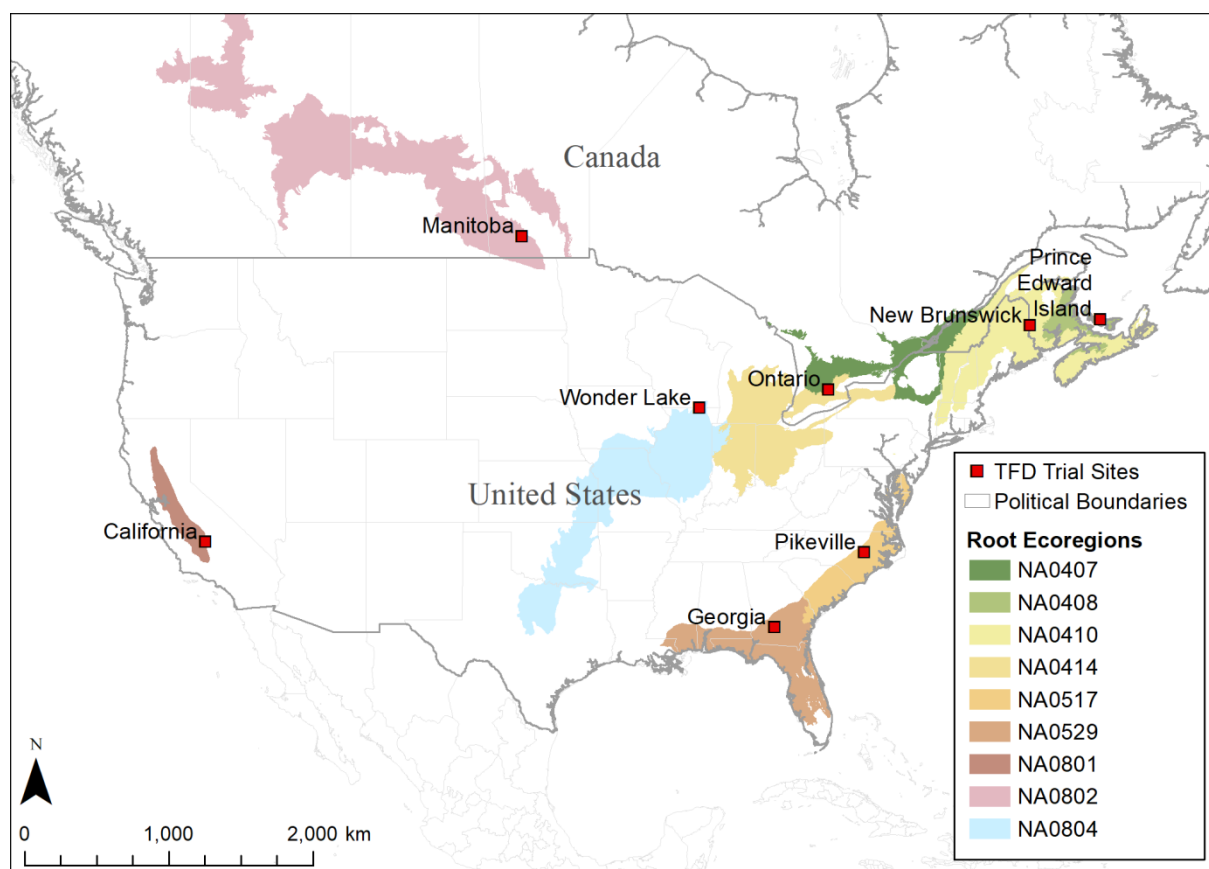 Canada
Manitoba
Prince
Edward
Island
New Brunswick
Ontario
Wonder Lake
United States
California
Pikeville
Georgia
TFD Trial Sites
Political Boundaries
Root Ecoregions
NA0407
NA0408
NA0410
NA0414
NA0517
NA0529
NA0801
NA0802
NA0804
N
0 1,000 2,000 km